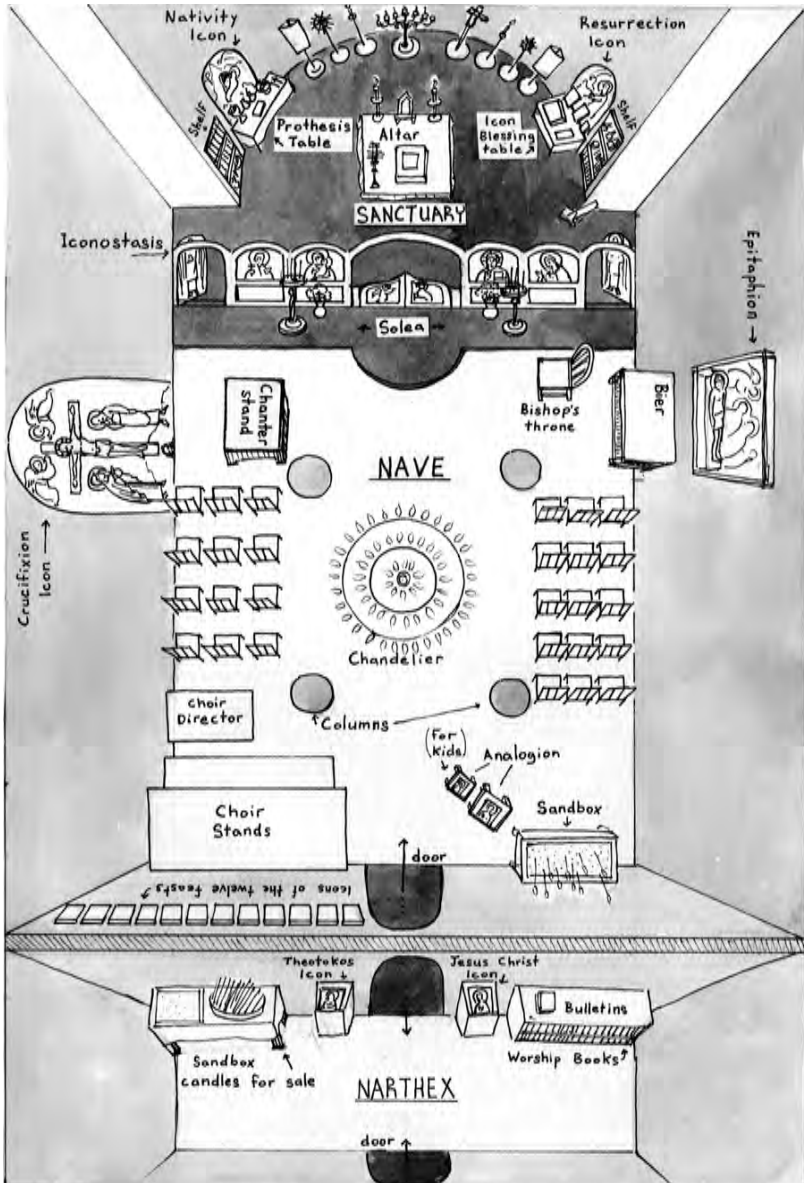 Nativity
Icon
Resurrection
Icon
Shelf
Prothesis
Table
Altar
Icon
Blessing
table
Shelf
SANCTUARY
Iconostasis
Epitaphion
Solea
Chanter
stand
Bishop's
throne
Bier
NAVE
Crucifixion
Icon
Chandelier
Choir
Director
Columns
(For
Kids)
Analogion
Sandbox
Choir
Stands
door
Icons of the twelve feasts
Theotokos
Icon
Jesus Christ
Icon
Bulletins
Sandbox
candles for sale
Worship Books
NARTHEX
door